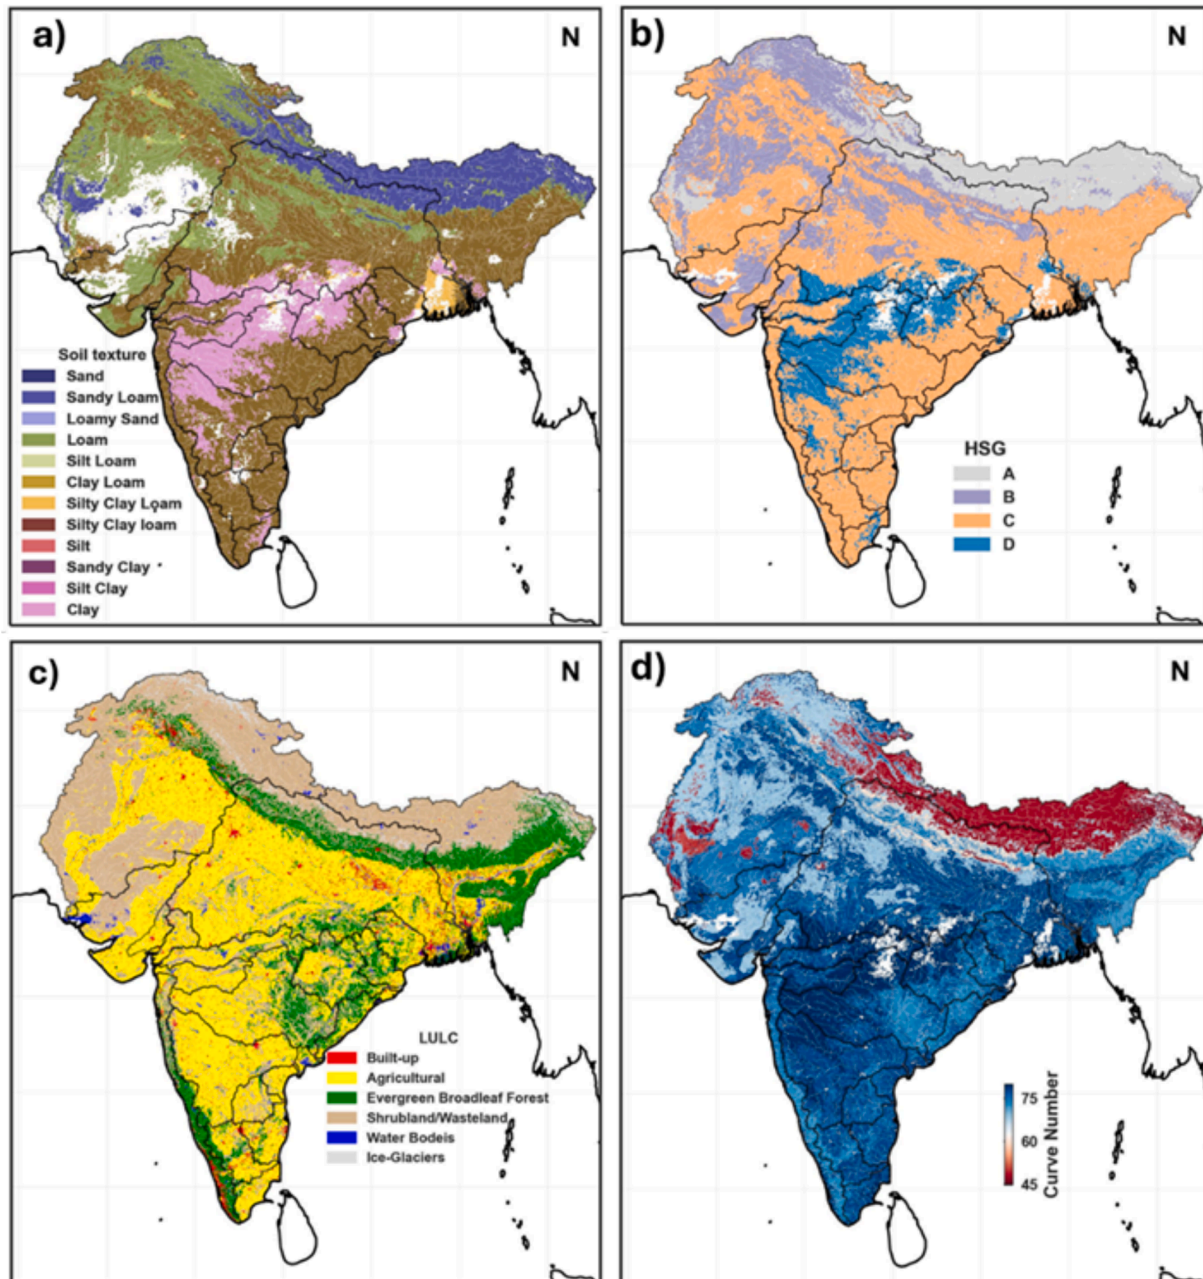 a)
N
Soil texture
Sand
Sandy Loam
Loamy Sand
Loam
Silt Loam
Clay Loam
Silty Clay Loam
Silty Clay loam
Silt
Sandy Clay
Silt Clay
Clay
b)
N
HSG
A
B
C
D
c)
N
LULC
Built-up
Agricultural
Evergreen Broadleaf Forest
Shrubland/Wasteland
Water Bodeis
Ice-Glaciers
d)
N
75
60
45
Curve Number